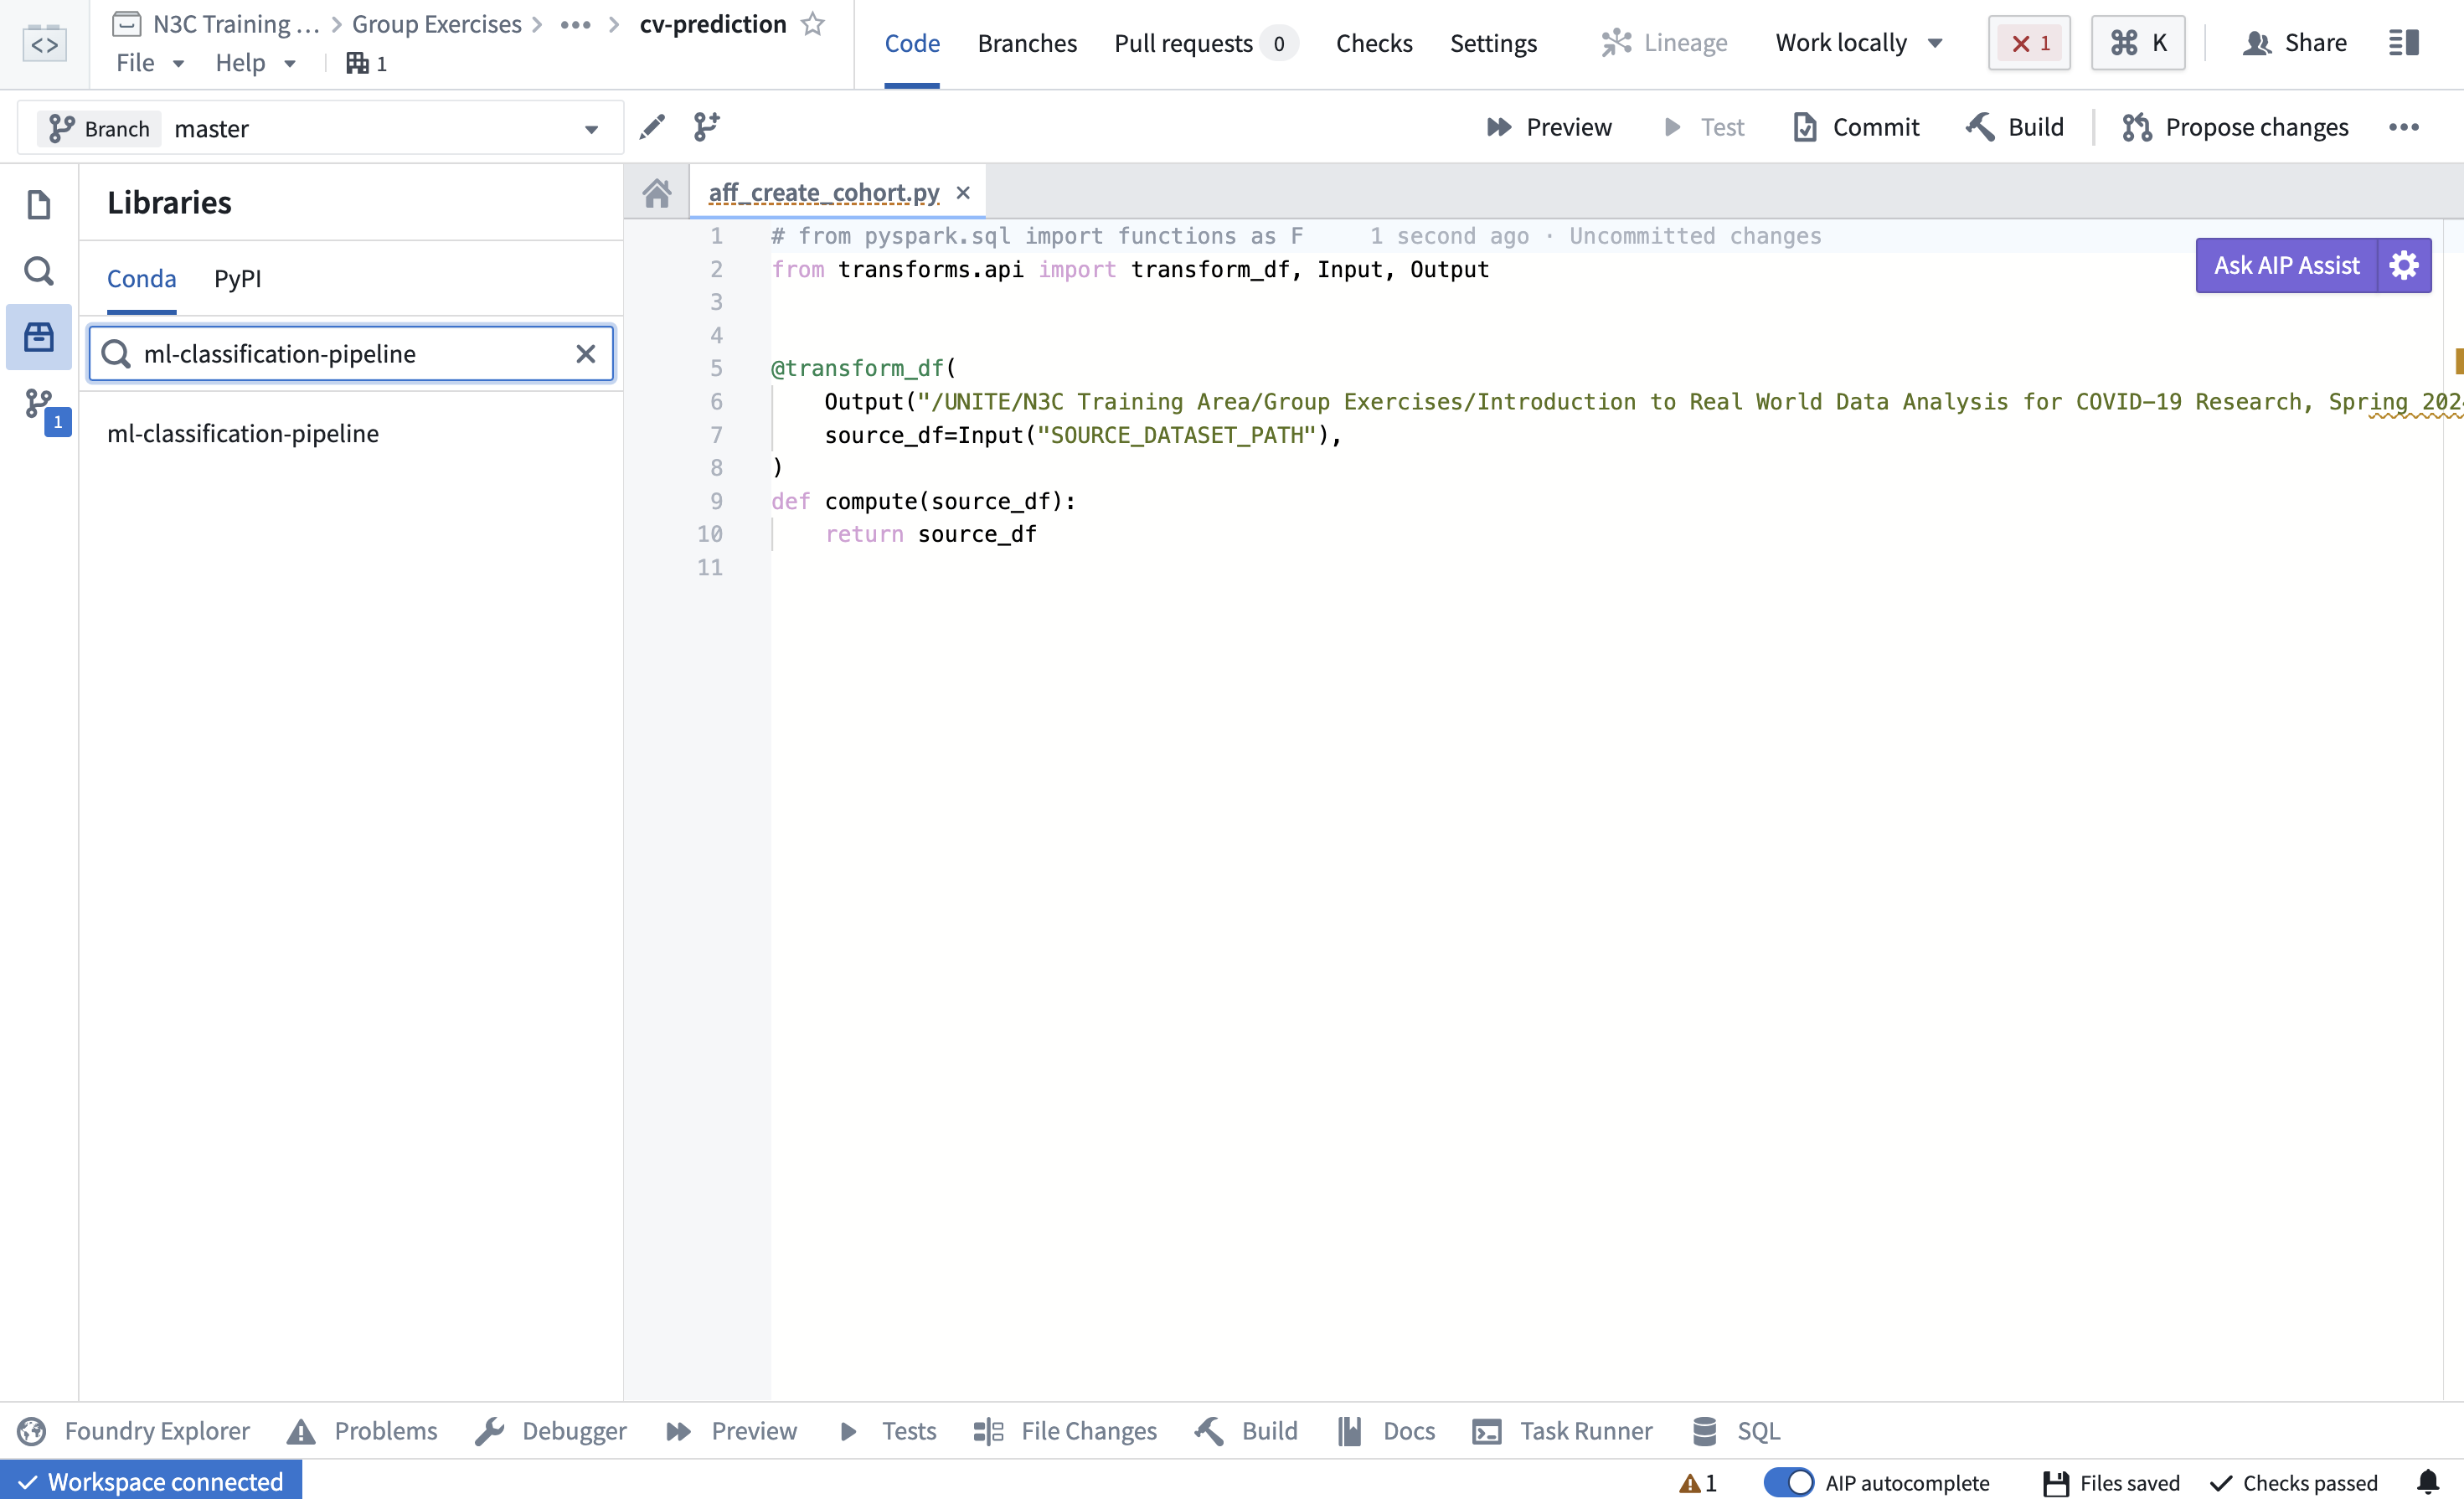 N3C Training ... > Group Exercises > ••• > cv-prediction
File Help 1
Code Branches Pull requests 0 Checks Settings Lineage Work locally 1 ⌘ K Share
Branch master
Preview Test Commit Build Propose changes •••
1
Libraries
Conda PyPI
ml-classification-pipeline
ml-classification-pipeline
aff_create_cohort.py
1 # from pyspark.sql import functions as F 1 second ago · Uncommitted changes
2 from transforms.api import transform_df, Input, Output
3
4
5 @transform_df(
6 Output("/UNITE/N3C Training Area/Group Exercises/Introduction to Real World Data Analysis for COVID-19 Research, Spring 202
7 source_df=Input("SOURCE_DATASET_PATH"),
8 )
9 def compute(source_df):
10 return source_df
11
Ask AIP Assist
Foundry Explorer Problems Debugger Preview Tests File Changes Build Docs Task Runner SQL
Workspace connected 1 AIP autocomplete Files saved Checks passed